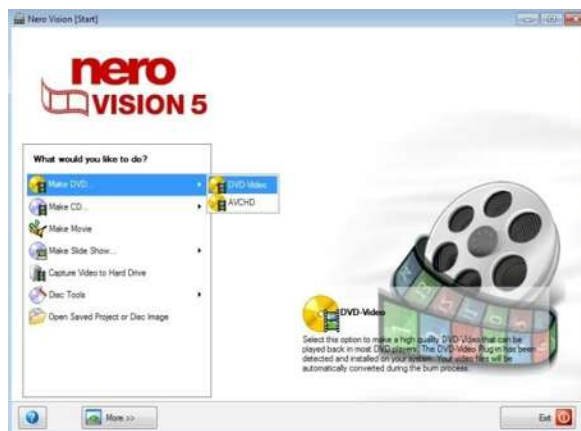 Nero Vision [Start]
nero
VISION 5
What would you like to do?
Make DVD...
DVD-Video
Make CD...
AVCHD
Make Movie
Make Slide Show...
Capture Video to Hard Drive
Disc Tools
Open Saved Project or Disc Image
DVD-Video
Select this option to make a high quality DVD-Video that can be
played back in most DVD players. The DVD-Video Plug-in has been
detected and installed on your system. Your video files will be
automatically converted during the burn process.
More >>
Exit